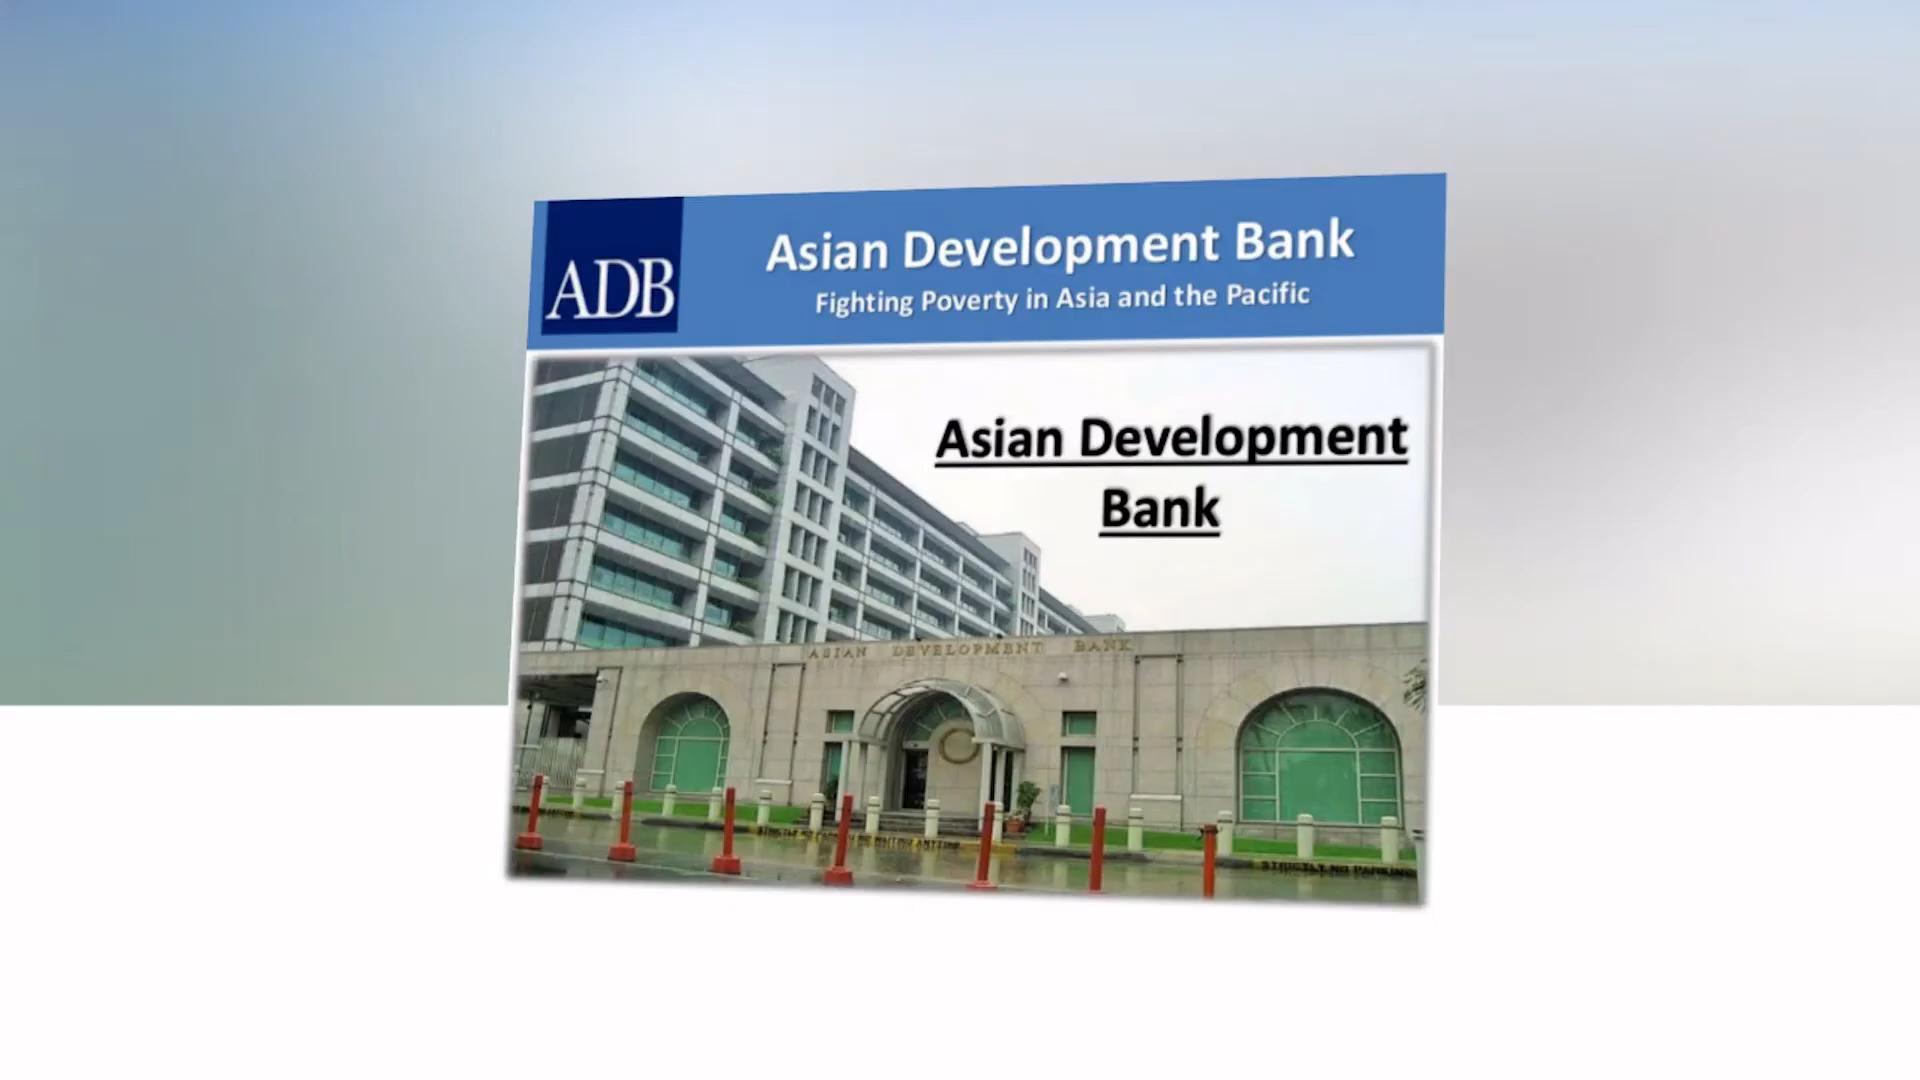 ADB
Asian Development Bank
Fighting Poverty in Asia and the Pacific
Asian Development
Bank
ASIAN DEVELOPMENT BANK
STRICTLY NO PARKING